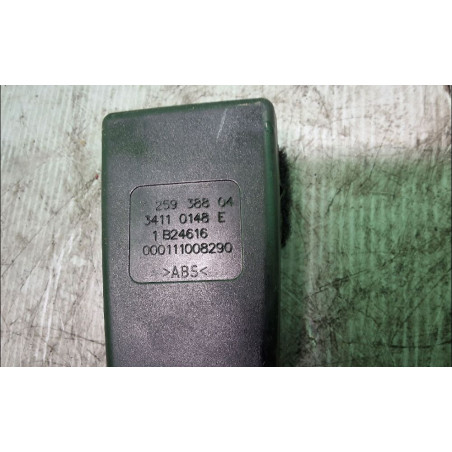 259 388 04
3411 0148 E
1 B24616
000111008290
>ABS<